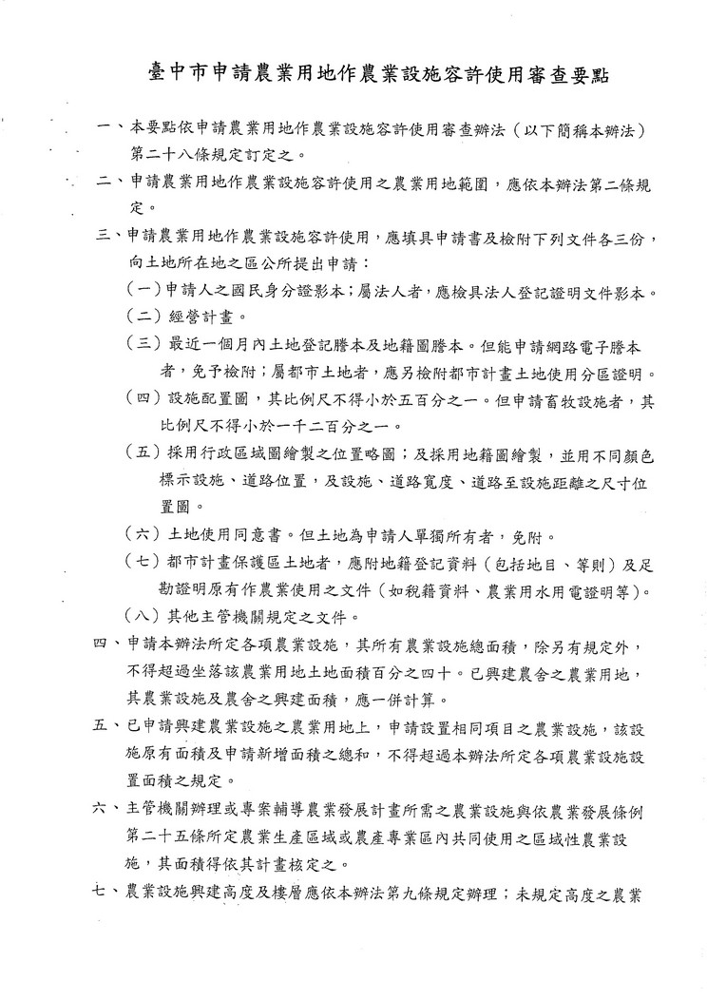 臺中市申請農業用地作農業設施容許使用審查要點
一、本要點依申請農業用地作農業設施容許使用審查辦法（以下簡稱本辦法）
第二十八條規定訂定之。
二、申請農業用地作農業設施容許使用之農業用地範圍，應依本辦法第二條規
定。
三、申請農業用地作農業設施容許使用，應填具申請書及檢附下列文件各三份，
向土地所在地之區公所提出申請：
（一）申請人之國民身分證影本；屬法人者，應檢具法人登記證明文件影本。
（二）經營計畫。
（三）最近一個月內土地登記謄本及地籍圖謄本。但能申請網路電子謄本
者，免予檢附；屬都市土地者，應另檢附都市計畫土地使用分區證明。
（四）設施配置圖，其比例尺不得小於五百分之一。但申請畜牧設施者，其
比例尺不得小於一千二百分之一。
（五）採用行政區域圖繪製之位置略圖；及採用地籍圖繪製，並用不同顏色
標示設施、道路位置，及設施、道路寬度、道路至設施距離之尺寸位
置圖。
（六）土地使用同意書。但土地為申請人單獨所有者，免附。
（七）都市計畫保護區土地者，應附地籍登記資料（包括地目、等則）及足
勘證明原有作農業使用之文件（如稅籍資料、農業用水用電證明等）。
（八）其他主管機關規定之文件。
四、申請本辦法所定各項農業設施，其所有農業設施總面積，除另有規定外，
不得超過坐落該農業用地土地面積百分之四十。已興建農舍之農業用地，
其農業設施及農舍之興建面積，應一併計算。
五、已申請興建農業設施之農業用地上，申請設置相同項目之農業設施，該設
施原有面積及申請新增面積之總和，不得超過本辦法所定各項農業設施設
置面積之規定。
六、主管機關辦理或專案輔導農業發展計畫所需之農業設施與依農業發展條例
第二十五條所定農業生產區域或農產專業區內共同使用之區域性農業設
施，其面積得依其計畫核定之。
七、農業設施興建高度及樓層應依本辦法第九條規定辦理；未規定高度之農業